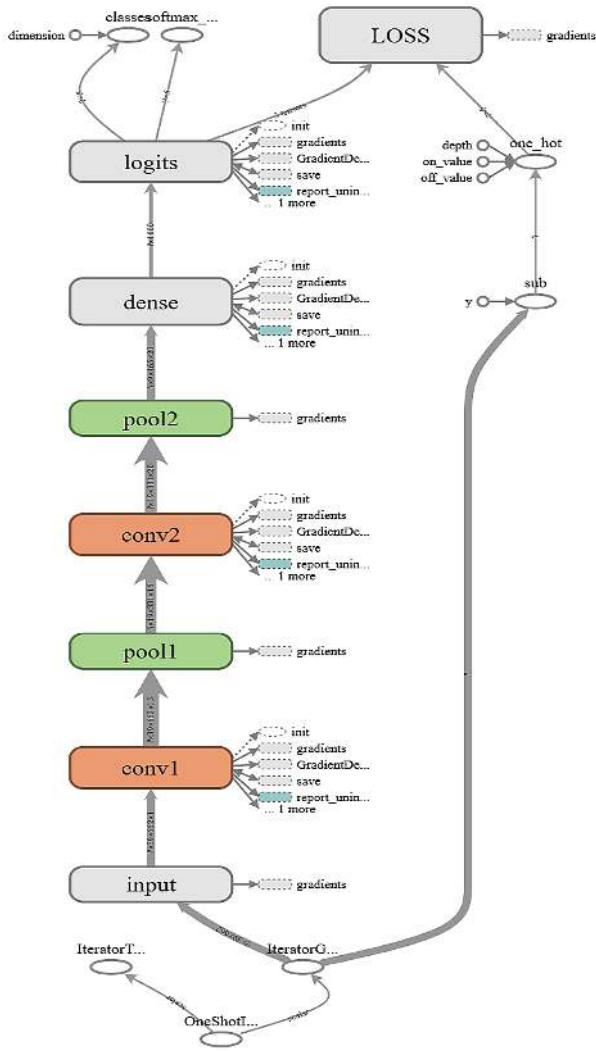 classes softmax_...
dimension
LOSS
gradients
init
gradients
GradientDe...
save
report_unin...
... 1 more
logits
depth
on_value
off_value
one_hot
init
gradients
GradientDe...
save
report_unin...
... 1 more
dense
y
sub
pool2
gradients
init
gradients
GradientDe...
save
report_unin...
... 1 more
conv2
pool1
gradients
init
gradients
GradientDe...
save
report_unin...
... 1 more
conv1
input
gradients
IteratorT...
IteratorG...
OneShotI...